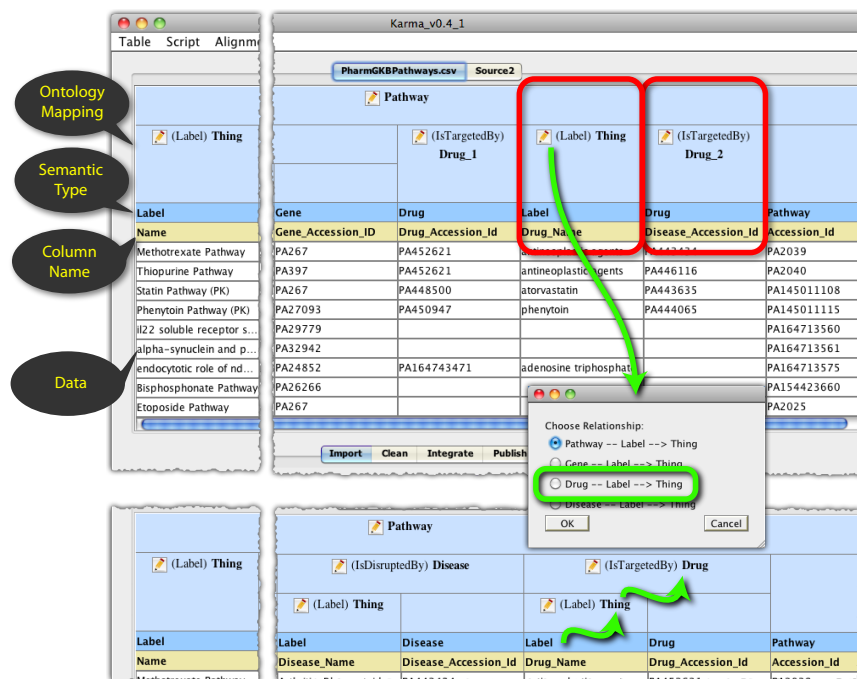 Karma_v0.4_1
Table Script Alignm
PharmGKBPathways.csv Source2
Ontology Mapping
Pathway
(Label) Thing
(IsTargetedBy) Drug_1
(Label) Thing
(IsTargetedBy) Drug_2
Semantic Type
Label Gene Drug Label Drug Pathway
Name Gene_Accession_ID Drug_Accession_Id Drug_Name Disease_Accession_Id Accession_Id
Column Name
Methotrexate Pathway PA267 PA452621 antineoplastic agents PA443434 PA2039
Thiopurine Pathway PA397 PA452621 antineoplastic agents PA446116 PA2040
Statin Pathway (PK) PA267 PA448500 atorvastatin PA443635 PA145011108
Phenytoin Pathway (PK) PA27093 PA450947 phenytoin PA444065 PA145011115
il22 soluble receptor s... PA29779 PA164713560
alpha-synuclein and p... PA32942 PA164713561
endocytotic role of nd... PA24852 PA164743471 adenosine triphosphate PA164713575
Data
Bisphosphonate Pathway PA26266 PA154423660
Etoposide Pathway PA267 PA2025
Import Clean Integrate Publish
Choose Relationship:
Pathway -- Label --> Thing
Gene -- Label --> Thing
Drug -- Label --> Thing
Disease -- Label --> Thing
OK Cancel
Pathway
(Label) Thing
(IsDisruptedBy) Disease
(IsTargetedBy) Drug
(Label) Thing
(Label) Thing
Label Label Disease Label Drug Pathway
Name Disease_Name Disease_Accession_Id Drug_Name Drug_Accession_Id Accession_Id